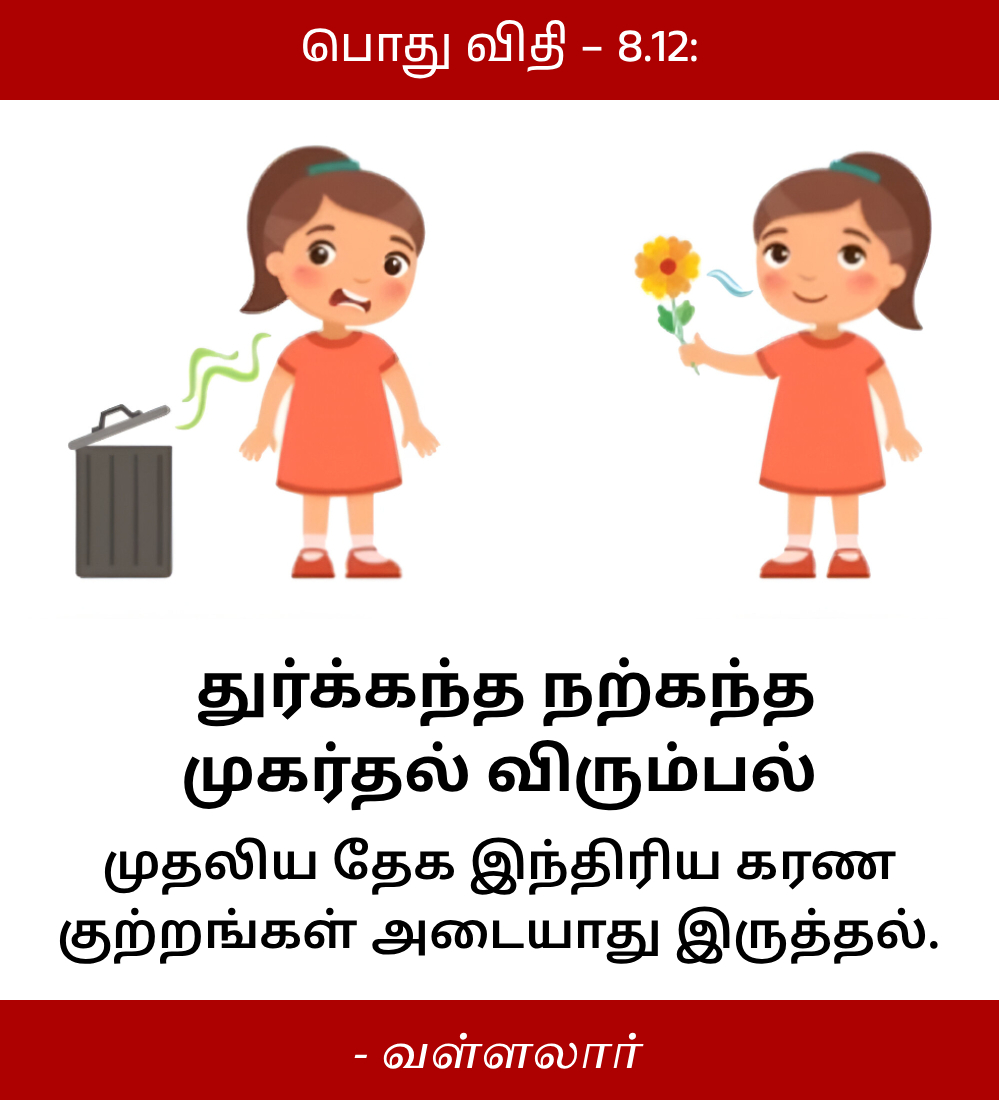 பொது விதி – 8.12:
துர்க்கந்த நற்கந்த
முகர்தல் விரும்பல்
முதலிய தேக இந்திரிய கரண
குற்றங்கள் அடையாது இருத்தல்.
- வள்ளலார்